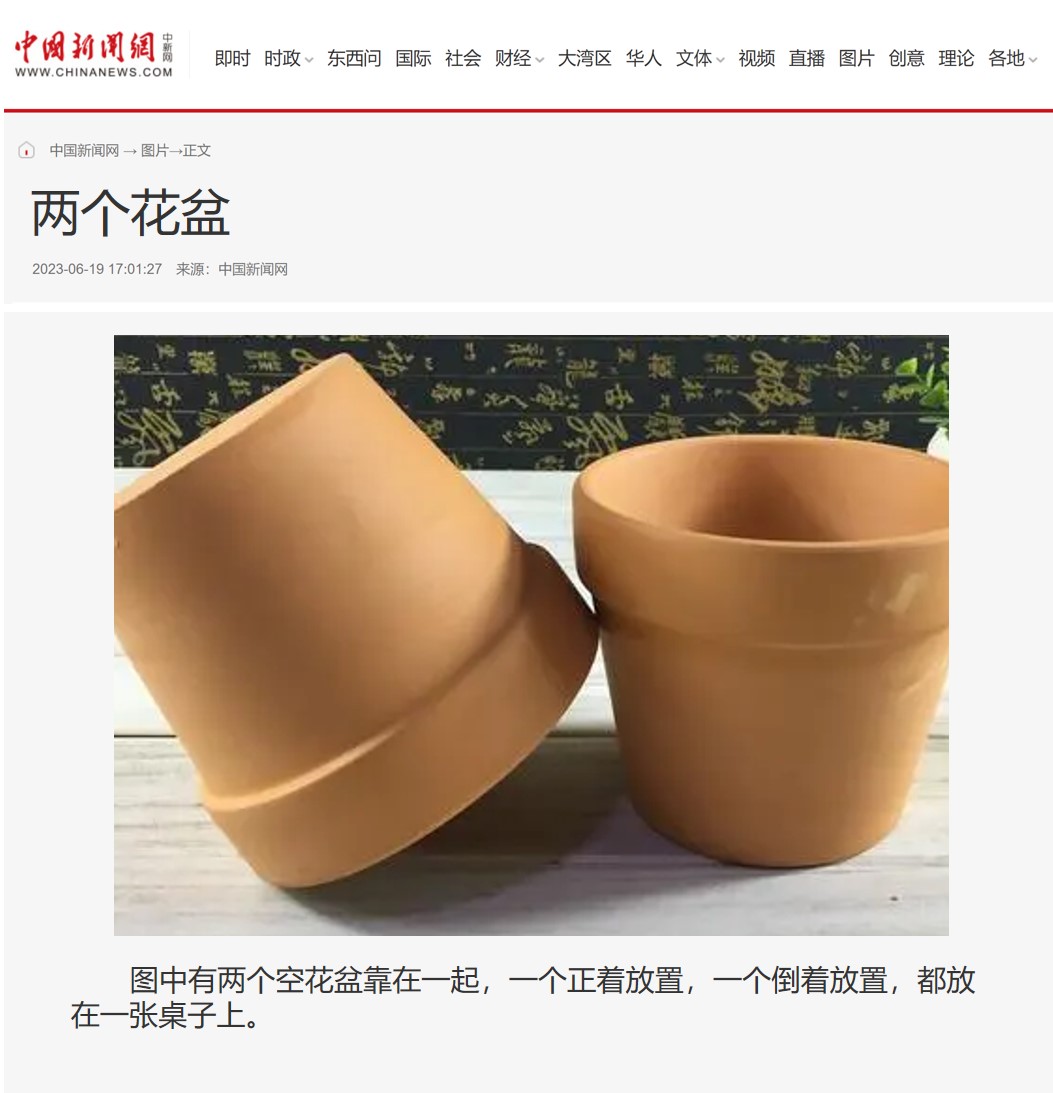 中國新聞網
中新网
WWW.CHINANEWS.COM
即时 时政 东西问 国际 社会 财经 大湾区 华人 文体 视频 直播 图片 创意 理论 各地
中国新闻网 → 图片→正文
两个花盆
2023-06-19 17:01:27 来源：中国新闻网
图中有两个空花盆靠在一起，一个正着放置，一个倒着放置，都放
在一张桌子上。